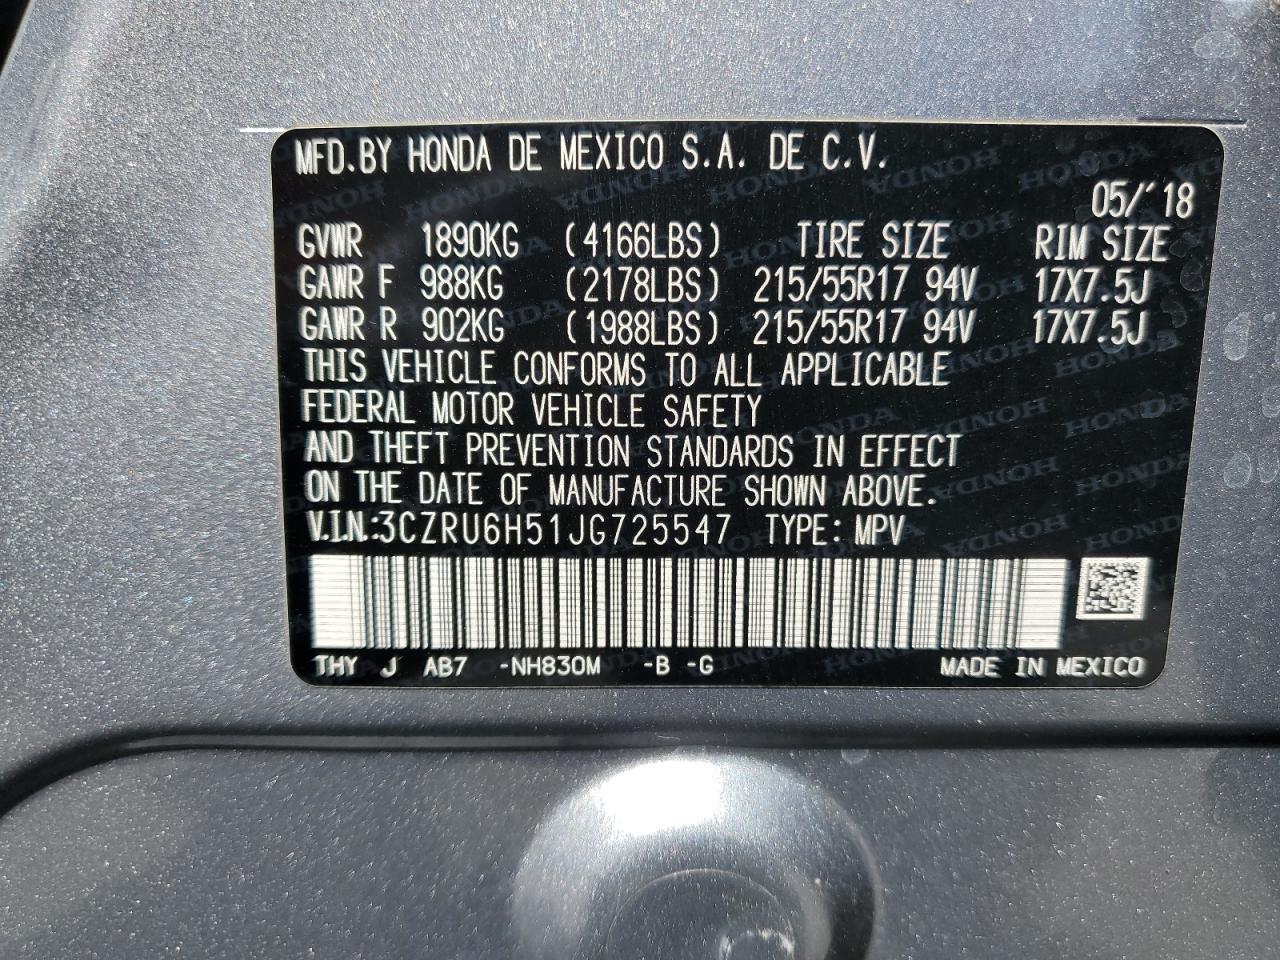 MFD.BY HONDA DE MEXICO S.A. DE C.V.
05/'18
GVWR 1890KG (4166LBS) TIRE SIZE RIM SIZE
GAWR F 988KG (2178LBS) 215/55R17 94V 17X7.5J
GAWR R 902KG (1988LBS) 215/55R17 94V 17X7.5J
THIS VEHICLE CONFORMS TO ALL APPLICABLE
FEDERAL MOTOR VEHICLE SAFETY
AND THEFT PREVENTION STANDARDS IN EFFECT
ON THE DATE OF MANUFACTURE SHOWN ABOVE.
V.I.N.:3CZRU6H51JG725547 TYPE: MPV
THY J AB7 -NH830M -B -G MADE IN MEXICO